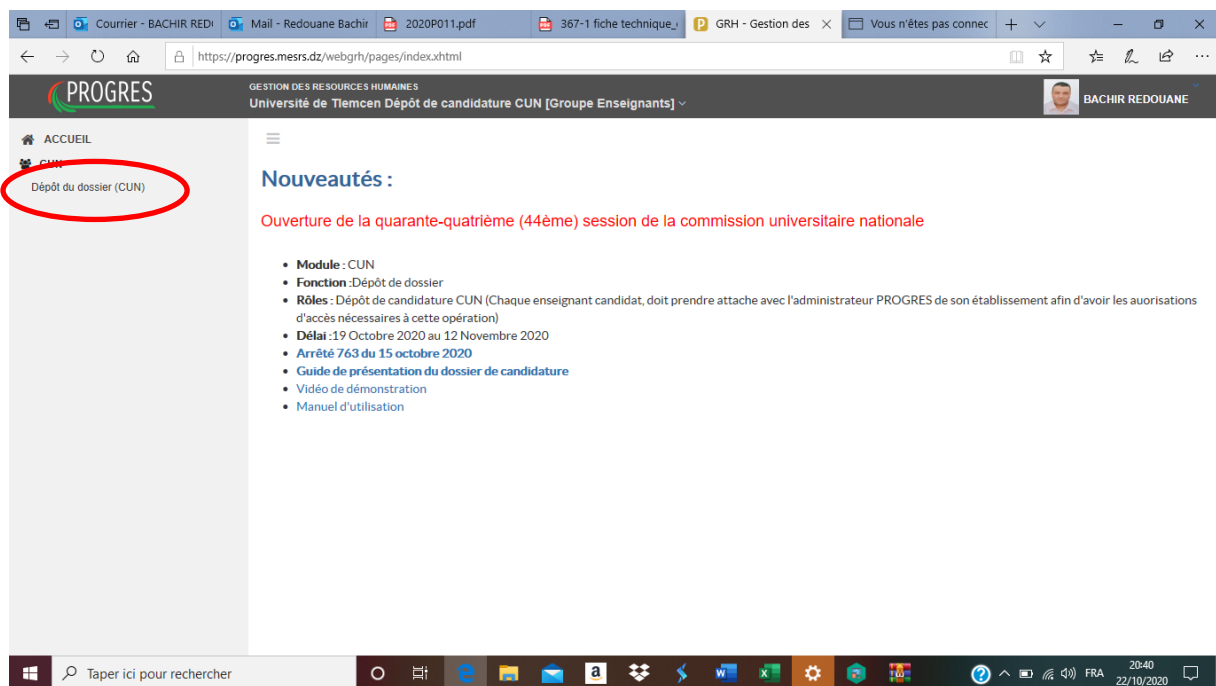 Courrier - BACHIR REDO
Mail - Redouane Bachir
2020P011.pdf
367-1 fiche technique_
GRH - Gestion des
Vous n'êtes pas connec
https://progres.mesrs.dz/webgrh/pages/index.xhtml
PROGRES
GESTION DES RESOURCES HUMAINES
Université de Tlemcen Dépôt de candidature CUN [Groupe Enseignants]
BACHIR REDOUANE
ACCUEIL
CUN
Dépôt du dossier (CUN)
Nouveautés :
Ouverture de la quarante-quatrième (44ème) session de la commission universitaire nationale
• Module : CUN
• Fonction :Dépôt de dossier
• Rôles : Dépôt de candidature CUN (Chaque enseignant candidat, doit prendre attache avec l'administrateur PROGRES de son établissement afin d'avoir les auorisations
d'accès nécessaires à cette opération)
• Délai :19 Octobre 2020 au 12 Novembre 2020
• Arrêté 763 du 15 octobre 2020
• Guide de présentation du dossier de candidature
• Vidéo de démonstration
• Manuel d'utilisation
Taper ici pour rechercher
FRA
20:40
22/10/2020